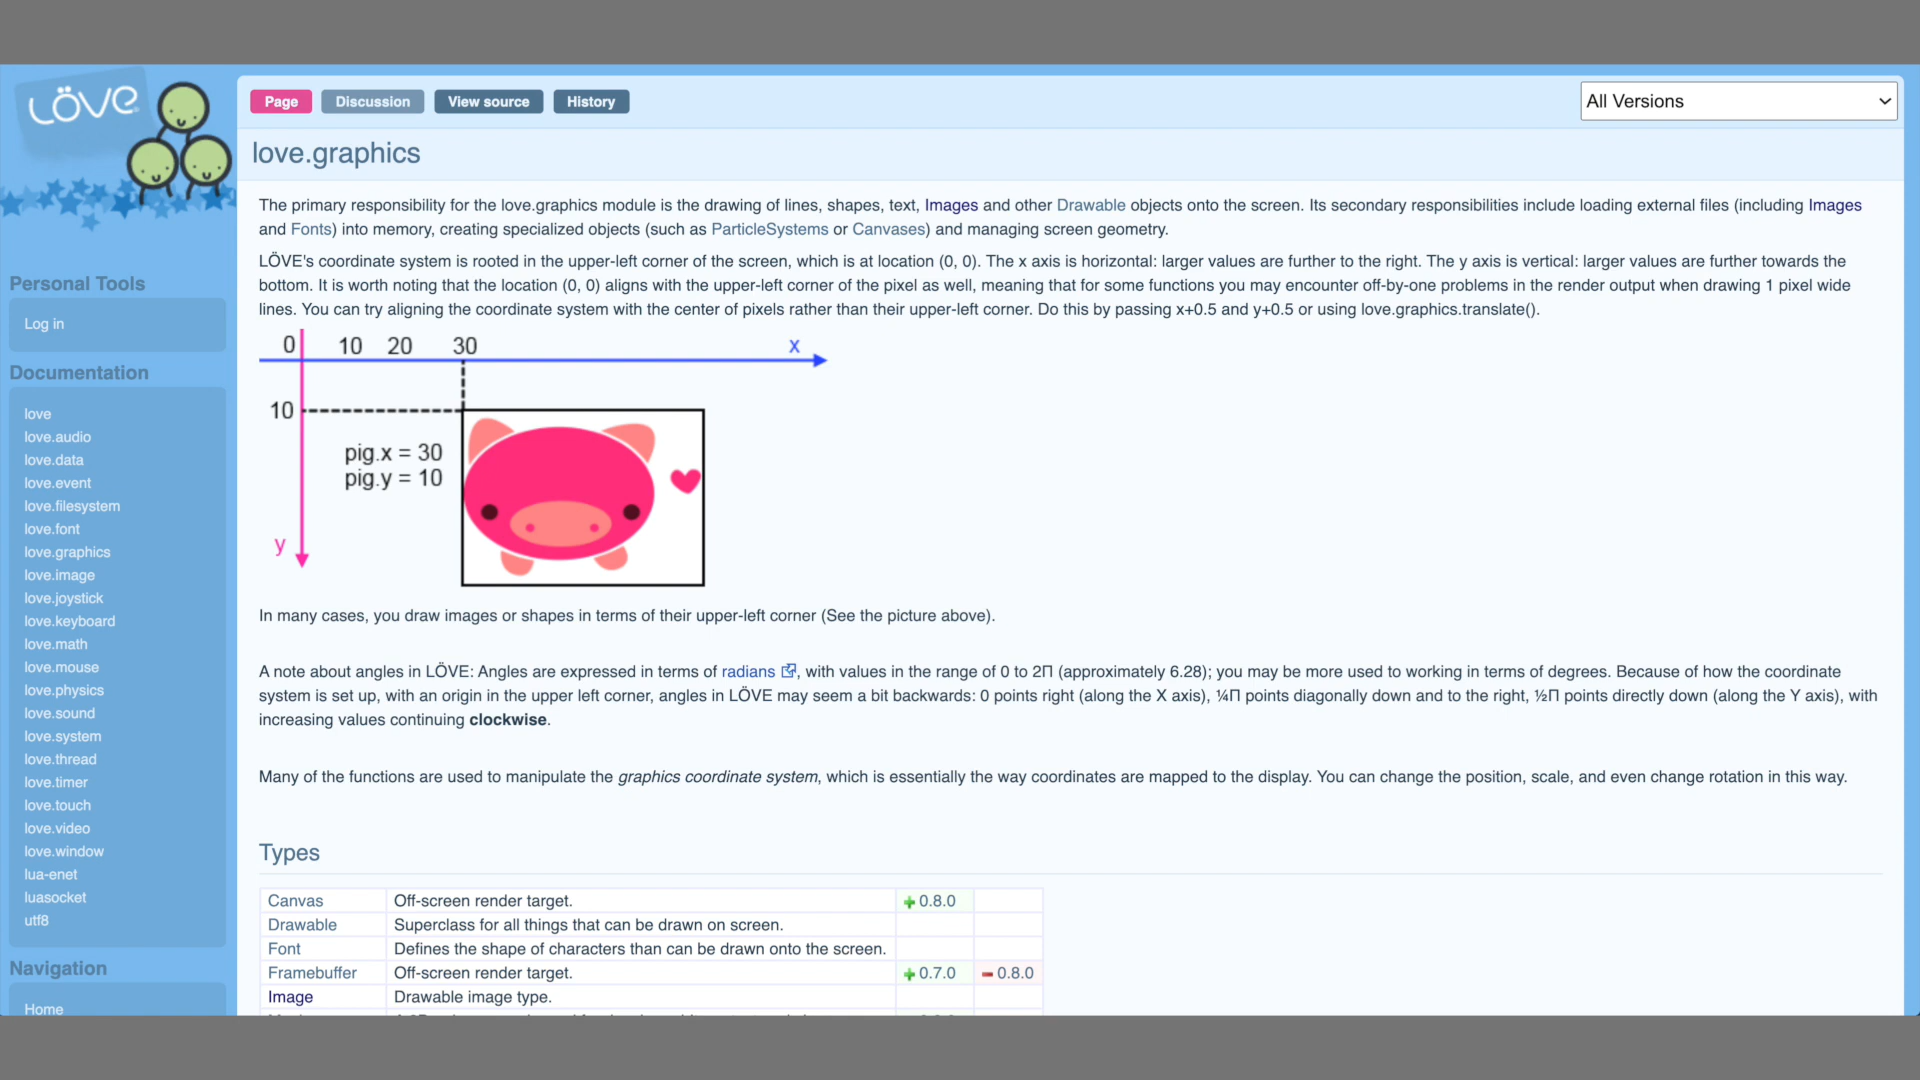 LÖVE
Page
Discussion
View source
History
All Versions
love.graphics
The primary responsibility for the love.graphics module is the drawing of lines, shapes, text, Images and other Drawable objects onto the screen. Its secondary responsibilities include loading external files (including Images
and Fonts) into memory, creating specialized objects (such as ParticleSystems or Canvases) and managing screen geometry.
LÖVE's coordinate system is rooted in the upper-left corner of the screen, which is at location (0, 0). The x axis is horizontal: larger values are further to the right. The y axis is vertical: larger values are further towards the
bottom. It is worth noting that the location (0, 0) aligns with the upper-left corner of the pixel as well, meaning that for some functions you may encounter off-by-one problems in the render output when drawing 1 pixel wide
lines. You can try aligning the coordinate system with the center of pixels rather than their upper-left corner. Do this by passing x+0.5 and y+0.5 or using love.graphics.translate().
0 10 20 30 x
10
pig.x = 30
pig.y = 10
y
In many cases, you draw images or shapes in terms of their upper-left corner (See the picture above).
A note about angles in LÖVE: Angles are expressed in terms of radians, with values in the range of 0 to 2Π (approximately 6.28); you may be more used to working in terms of degrees. Because of how the coordinate
system is set up, with an origin in the upper left corner, angles in LÖVE may seem a bit backwards: 0 points right (along the X axis), ¼Π points diagonally down and to the right, ½Π points directly down (along the Y axis), with
increasing values continuing clockwise.
Many of the functions are used to manipulate the graphics coordinate system, which is essentially the way coordinates are mapped to the display. You can change the position, scale, and even change rotation in this way.
Types
Canvas Off-screen render target. 0.8.0
Drawable Superclass for all things that can be drawn on screen.
Font Defines the shape of characters than can be drawn onto the screen.
Framebuffer Off-screen render target. 0.7.0 0.8.0
Image Drawable image type.
Personal Tools
Log in
Documentation
love
love.audio
love.data
love.event
love.filesystem
love.font
love.graphics
love.image
love.joystick
love.keyboard
love.math
love.mouse
love.physics
love.sound
love.system
love.thread
love.timer
love.touch
love.video
love.window
lua-enet
luasocket
utf8
Navigation
Home